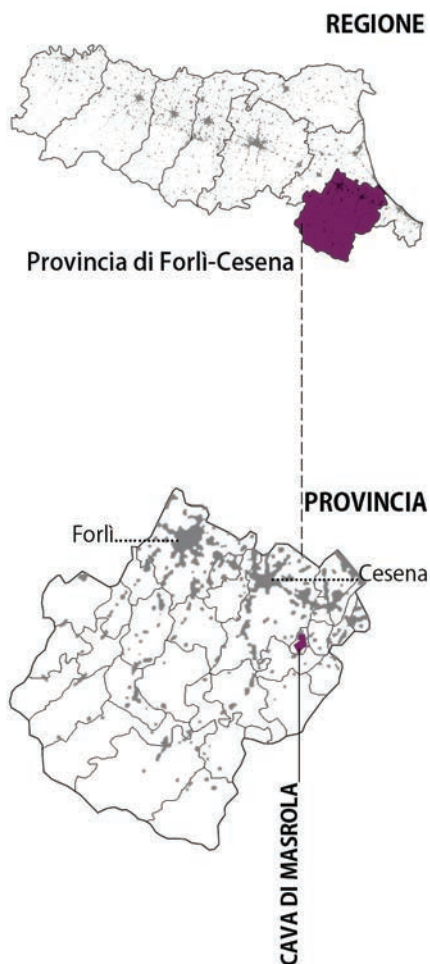 REGIONE
Provincia di Forlì-Cesena
PROVINCIA
Forlì
Cesena
CAVA DI MASROLA